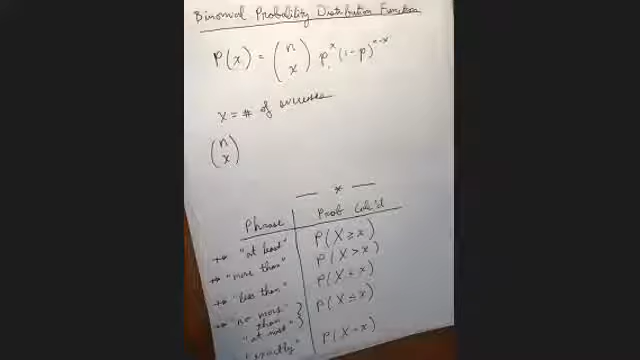 Binomial Probability Distribution Function
P(x) = (n x) p^x (1-p)^n-x
x = # of successes
(n x)
— * —
Phrase | Prob Calc'd
"at least" P(X ≥ x)
"more than" P(X > x)
"less than" P(X < x)
"no more than" } P(X ≤ x)
"at most" }
"exactly" P(X = x)